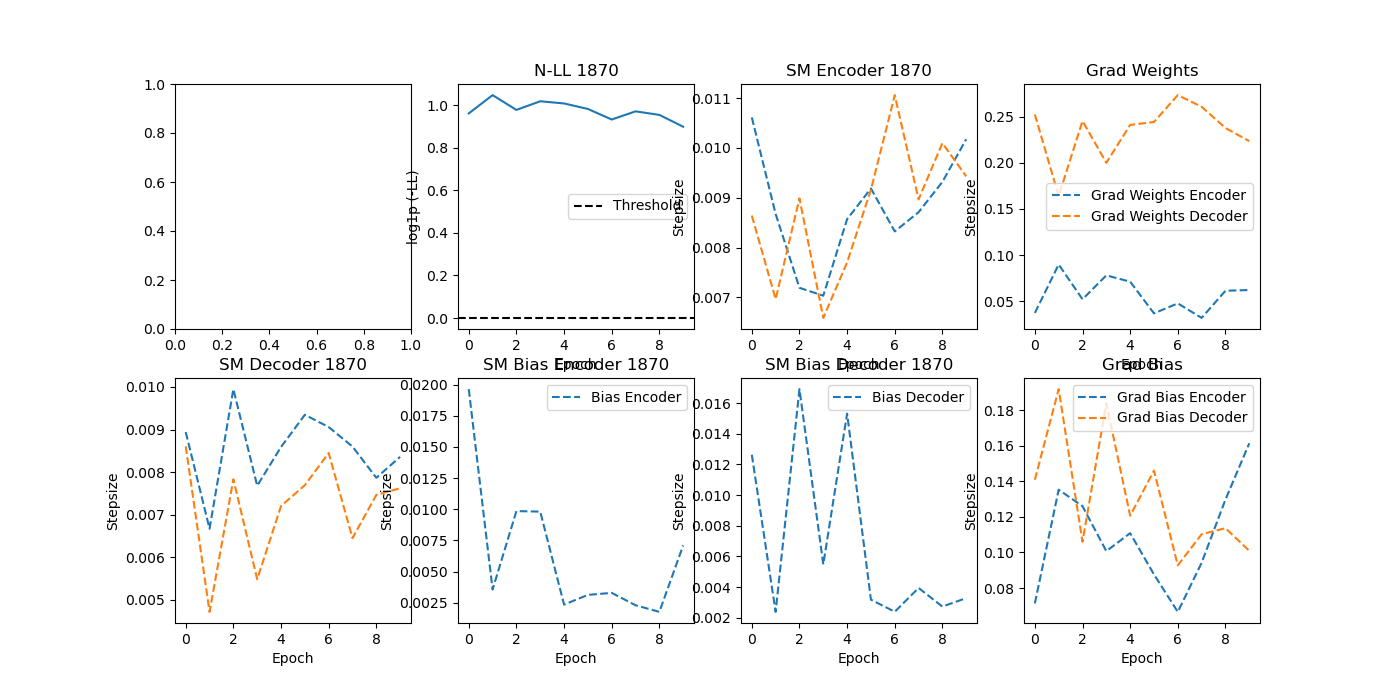 1.0
0.8
0.6
0.4
0.2
0.0
0.0 0.2 0.4 0.6 0.8 1.0
N-LL 1870
log1p (-LL)
1.0
0.8
0.6
0.4
0.2
0.0
Threshold
0 2 4 6 8
Epoch
SM Encoder 1870
Stepsize
0.011
0.010
0.009
0.008
0.007
0 2 4 6 8
Epoch
Grad Weights
Stepsize
0.25
0.20
0.15
0.10
0.05
Grad Weights Encoder
Grad Weights Decoder
0 2 4 6 8
Epoch
SM Decoder 1870
Stepsize
0.010
0.009
0.008
0.007
0.006
0.005
0 2 4 6 8
Epoch
SM Bias Encoder 1870
Stepsize
0.0200
0.0175
0.0150
0.0125
0.0100
0.0075
0.0050
0.0025
Bias Encoder
0 2 4 6 8
Epoch
SM Bias Decoder 1870
Stepsize
0.016
0.014
0.012
0.010
0.008
0.006
0.004
0.002
Bias Decoder
0 2 4 6 8
Epoch
Grad Bias
Stepsize
0.18
0.16
0.14
0.12
0.10
0.08
Grad Bias Encoder
Grad Bias Decoder
0 2 4 6 8
Epoch